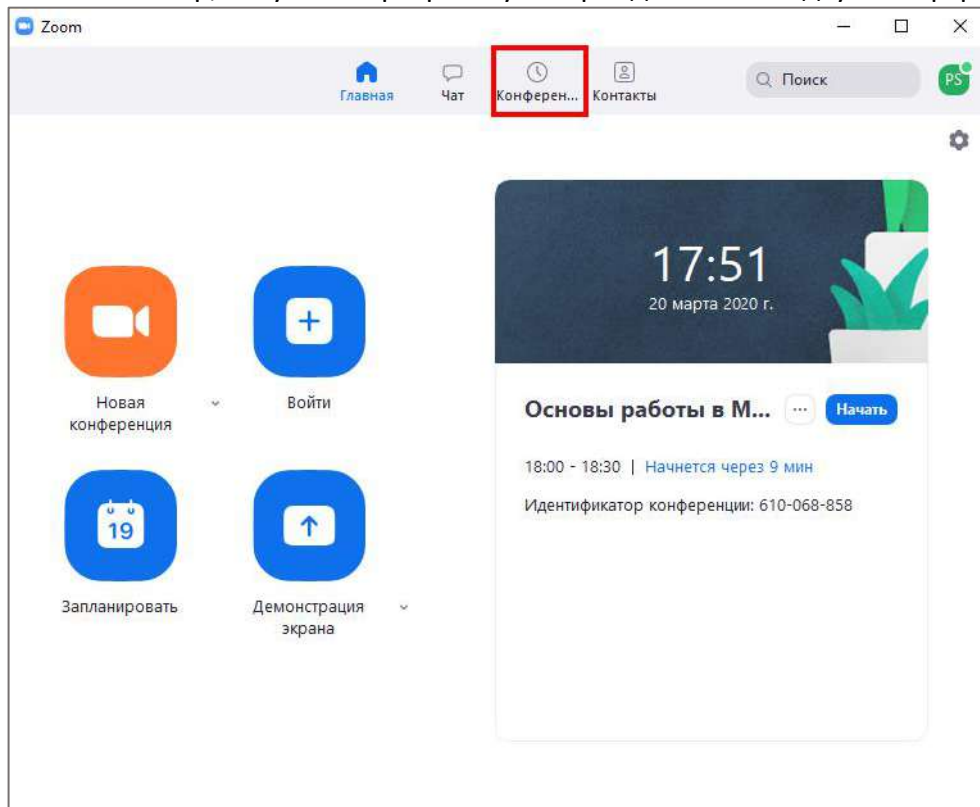 Zoom
Главная
Чат
Конферен...
Контакты
Поиск
PS
17:51
20 марта 2020 г.
Новая конференция
Войти
Основы работы в М... ... Начать
18:00 - 18:30 | Начнется через 9 мин
Идентификатор конференции: 610-068-858
19
Запланировать
Демонстрация
экрана